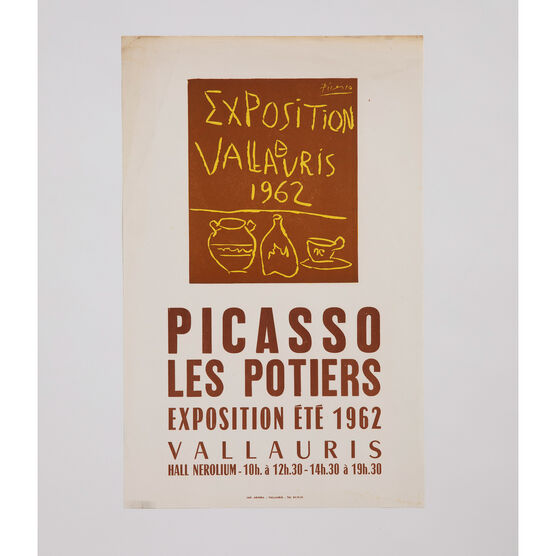 Picasso
EXPOSITION
DE
VALLAURIS
1962
PICASSO
LES POTIERS
EXPOSITION ÉTÉ 1962
VALLAURIS
HALL NEROLIUM - 10h. à 12h.30 - 14h.30 à 19h.30